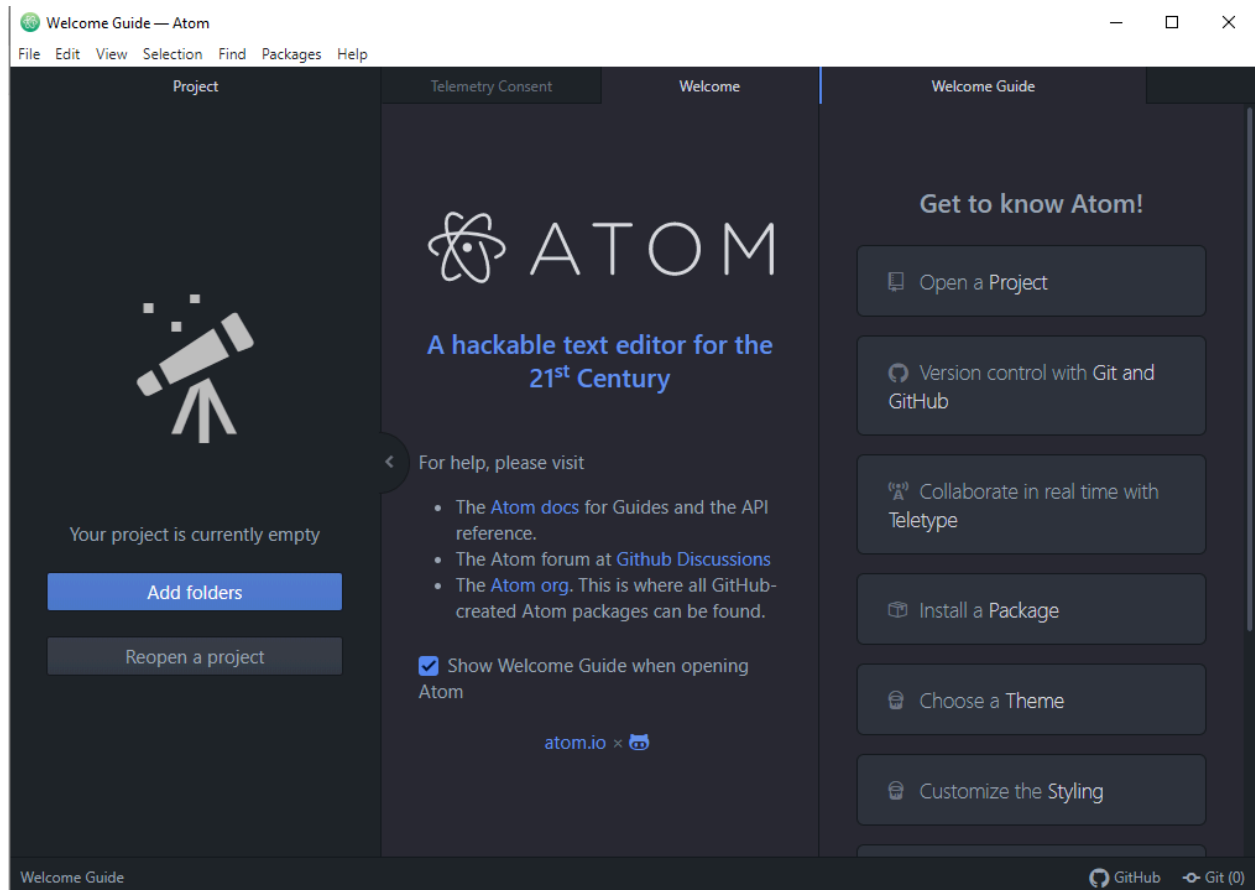 Welcome Guide — Atom
File Edit View Selection Find Packages Help
Project
Telemetry Consent
Welcome
Welcome Guide
Your project is currently empty
Add folders
Reopen a project
ATOM
A hackable text editor for the
21st Century
For help, please visit
• The Atom docs for Guides and the API
reference.
• The Atom forum at Github Discussions
• The Atom org. This is where all GitHub-
created Atom packages can be found.
Show Welcome Guide when opening
Atom
atom.io ×
Get to know Atom!
Open a Project
Version control with Git and
GitHub
Collaborate in real time with
Teletype
Install a Package
Choose a Theme
Customize the Styling
Welcome Guide
GitHub
Git (0)